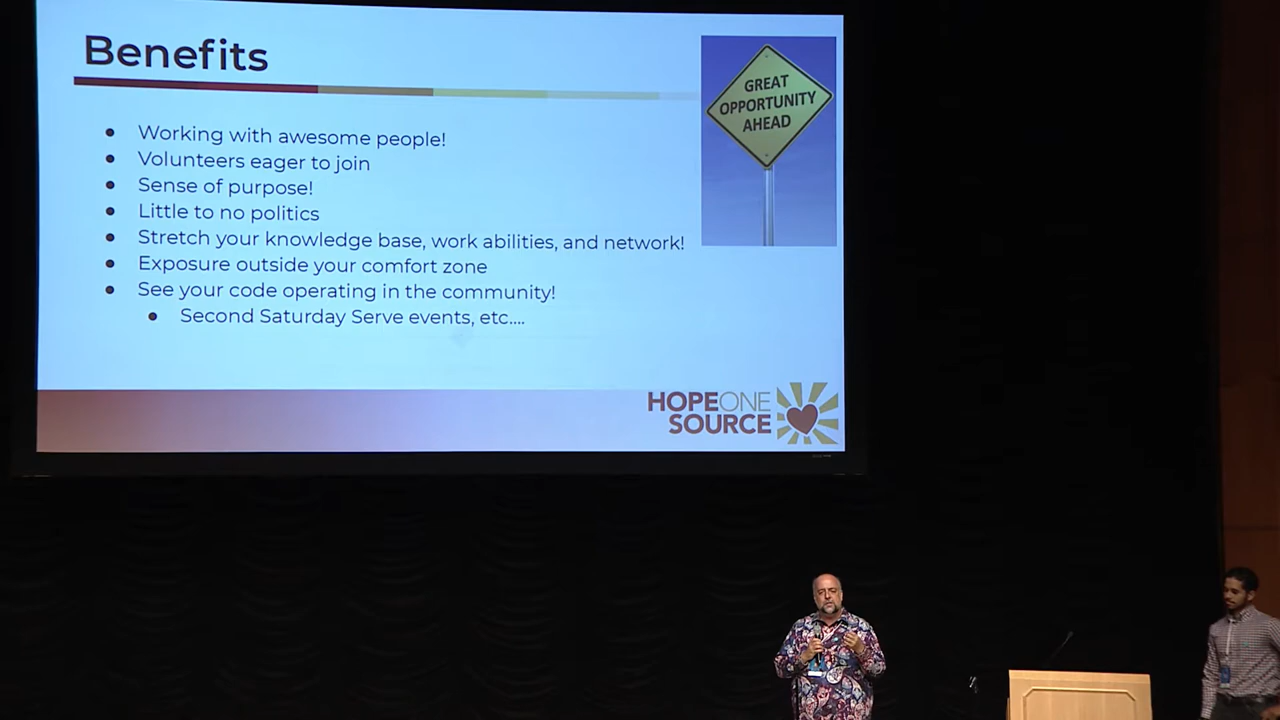 Benefits
GREAT
OPPORTUNITY
AHEAD
● Working with awesome people!
● Volunteers eager to join
● Sense of purpose!
● Little to no politics
● Stretch your knowledge base, work abilities, and network!
● Exposure outside your comfort zone
● See your code operating in the community!
● Second Saturday Serve events, etc....
HOPEONE
SOURCE